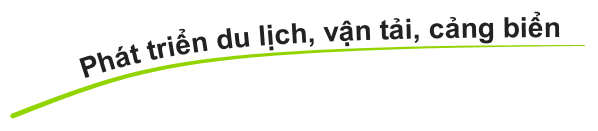 Phát triển du lịch, vận tải, cảng biển